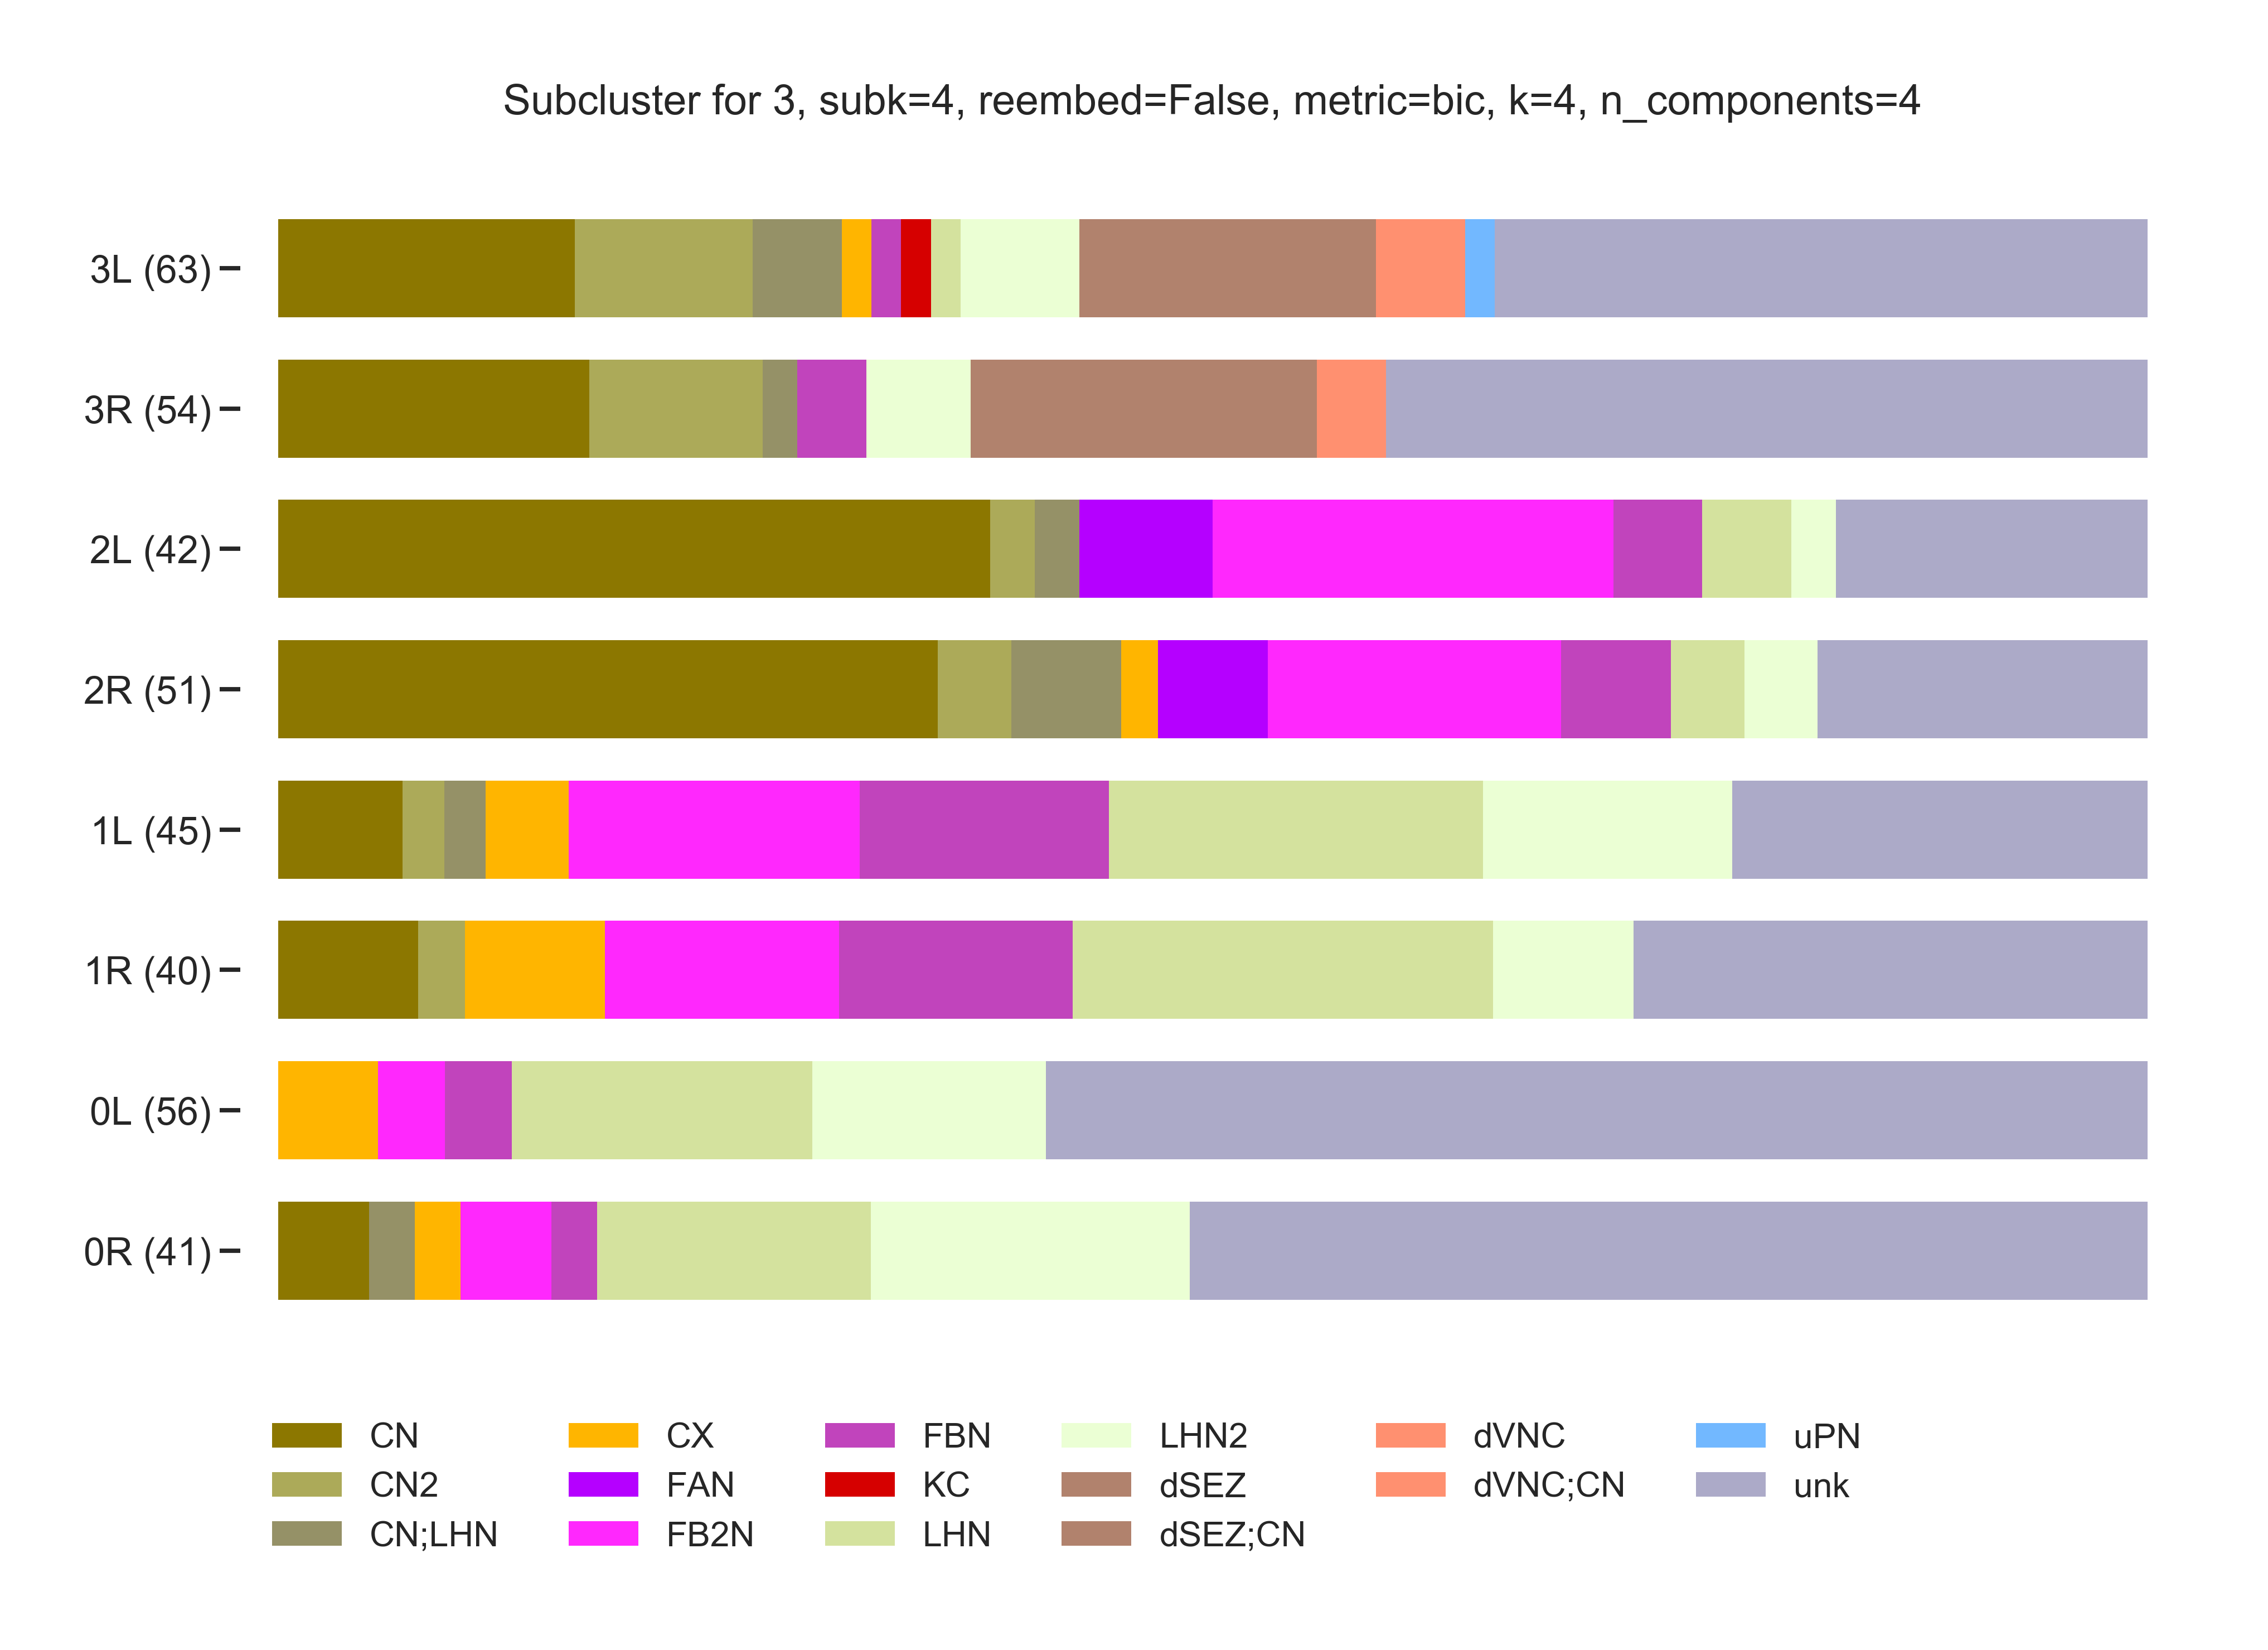 Subcluster for 3, subk=4, reembed=False, metric=bic, k=4, n_components=4
3L (63)
3R (54)
2L (42)
2R (51)
1L (45)
1R (40)
0L (56)
0R (41)
CN CX FBN LHN2 dVNC uPN
CN2 FAN KC dSEZ dVNC;CN unk
CN;LHN FB2N LHN dSEZ;CN